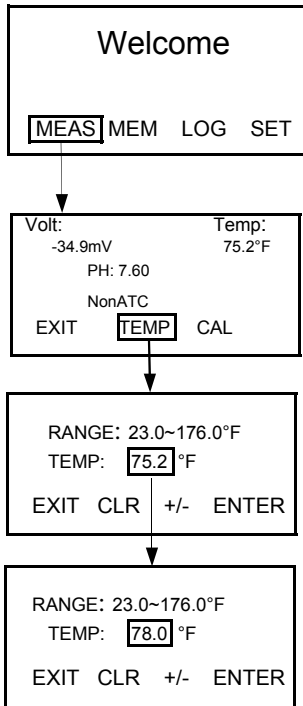 Welcome
MEAS MEM LOG SET
Volt: Temp:
-34.9mV 75.2°F
PH: 7.60
NonATC
EXIT TEMP CAL
RANGE: 23.0~176.0°F
TEMP: 75.2 °F
EXIT CLR +/- ENTER
RANGE: 23.0~176.0°F
TEMP: 78.0 °F
EXIT CLR +/- ENTER